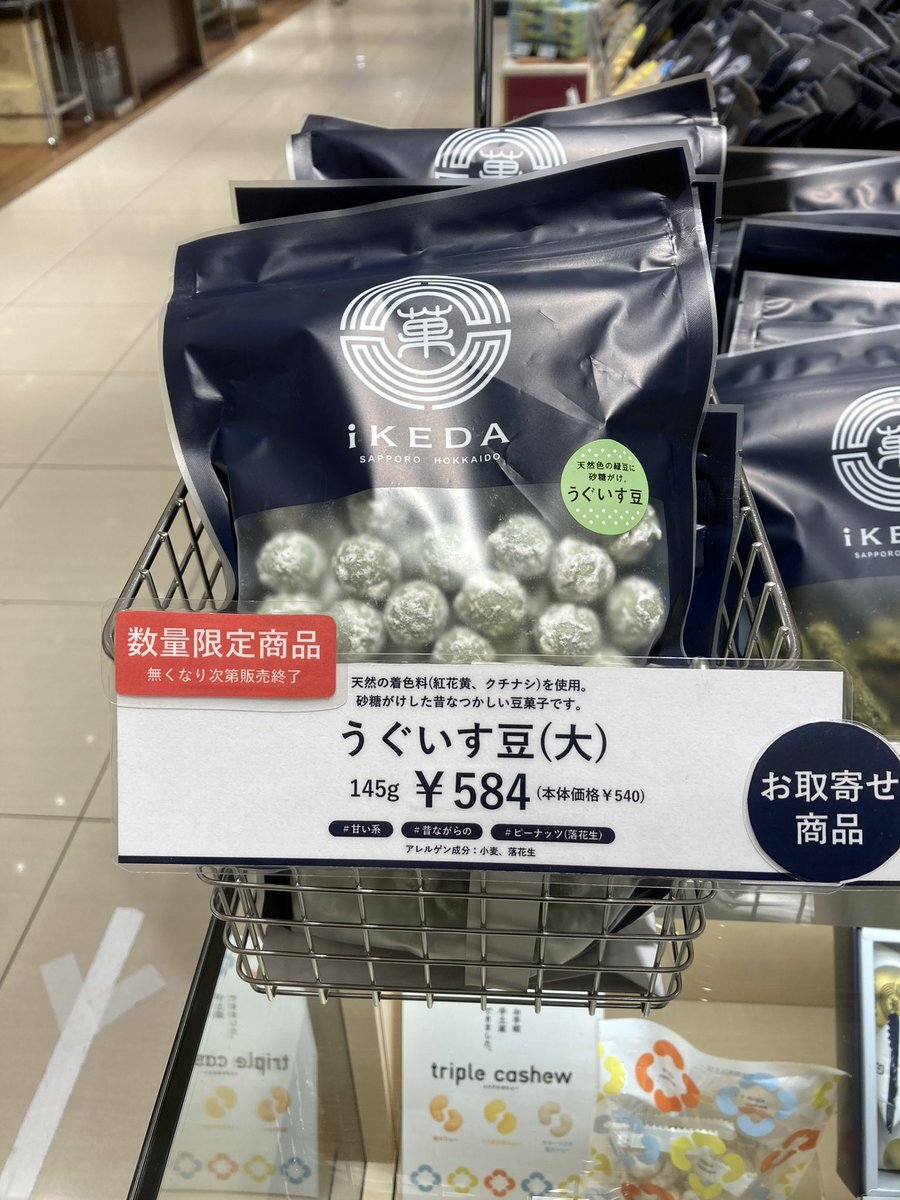 菓
菓
iKEDA
SAPPORO HOKKAIDO
天然色の緑豆に
砂糖がけ。
うぐいす豆
菓
iKE
SAPPORO
数量限定商品
無くなり次第販売終了
天然の着色料(紅花黄、クチナシ)を使用。
砂糖がけした昔なつかしい豆菓子です。
うぐいす豆(大)
145g ¥584 (本体価格¥540)
#甘い系 #昔ながらの #ピーナッツ(落花生)
アレルゲン成分：小麦、落花生
お取寄せ
商品
triple cashew
triple cas